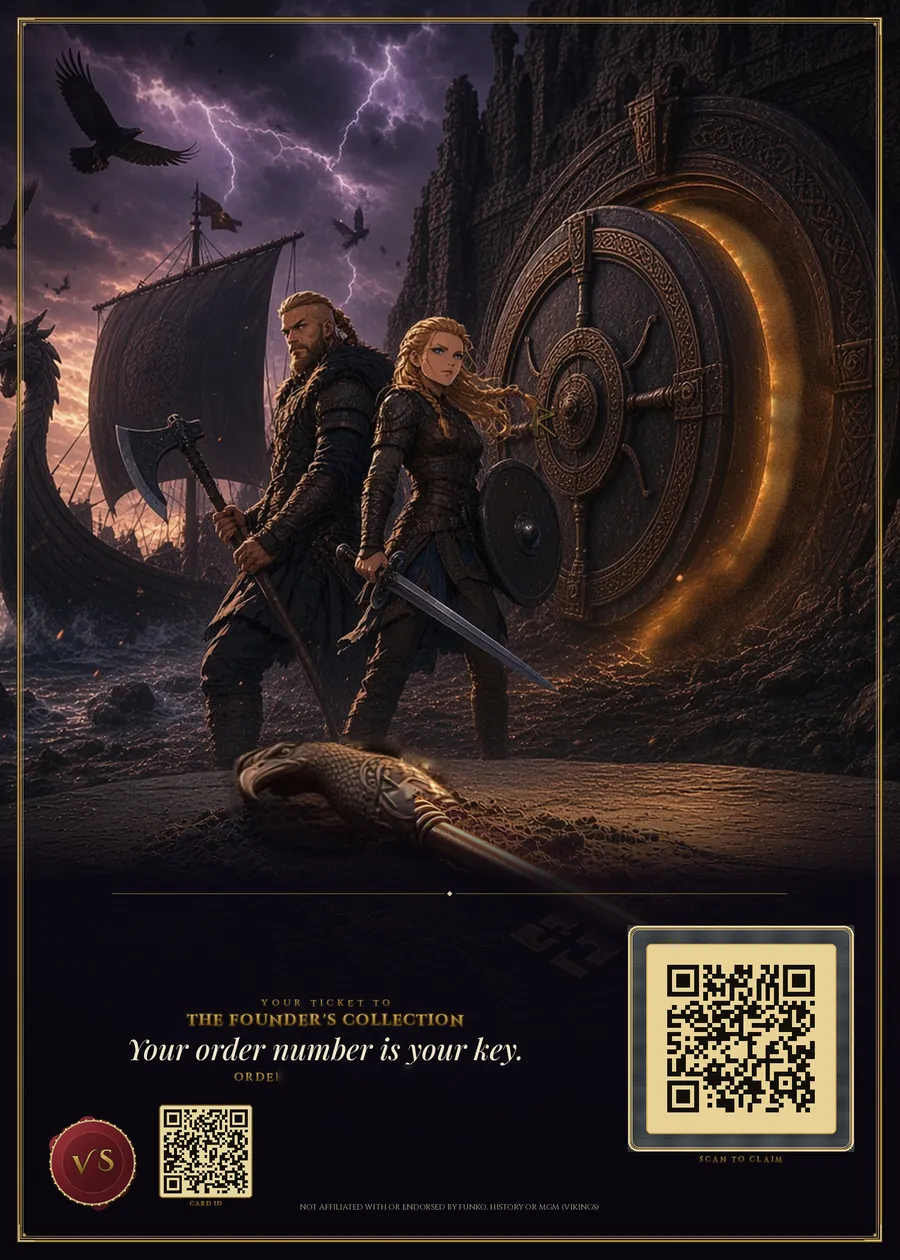 YOUR TICKET TO
THE FOUNDER'S COLLECTION
Your order number is your key.
ORDE
VS
CARD ID
SCAN TO CLAIM
NOT AFFILIATED WITH OR ENDORSED BY FUNKO, HISTORY OR MGM (VIKINGS)